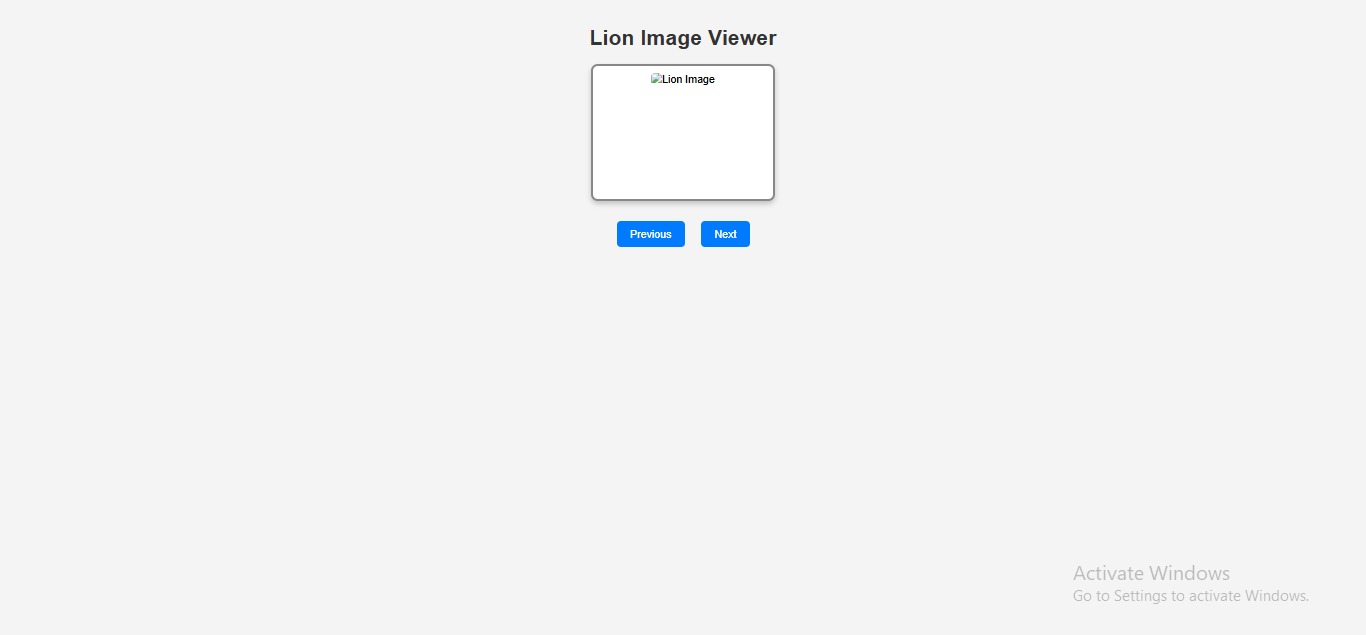 Lion Image Viewer
Lion Image
Previous
Next
Activate Windows
Go to Settings to activate Windows.